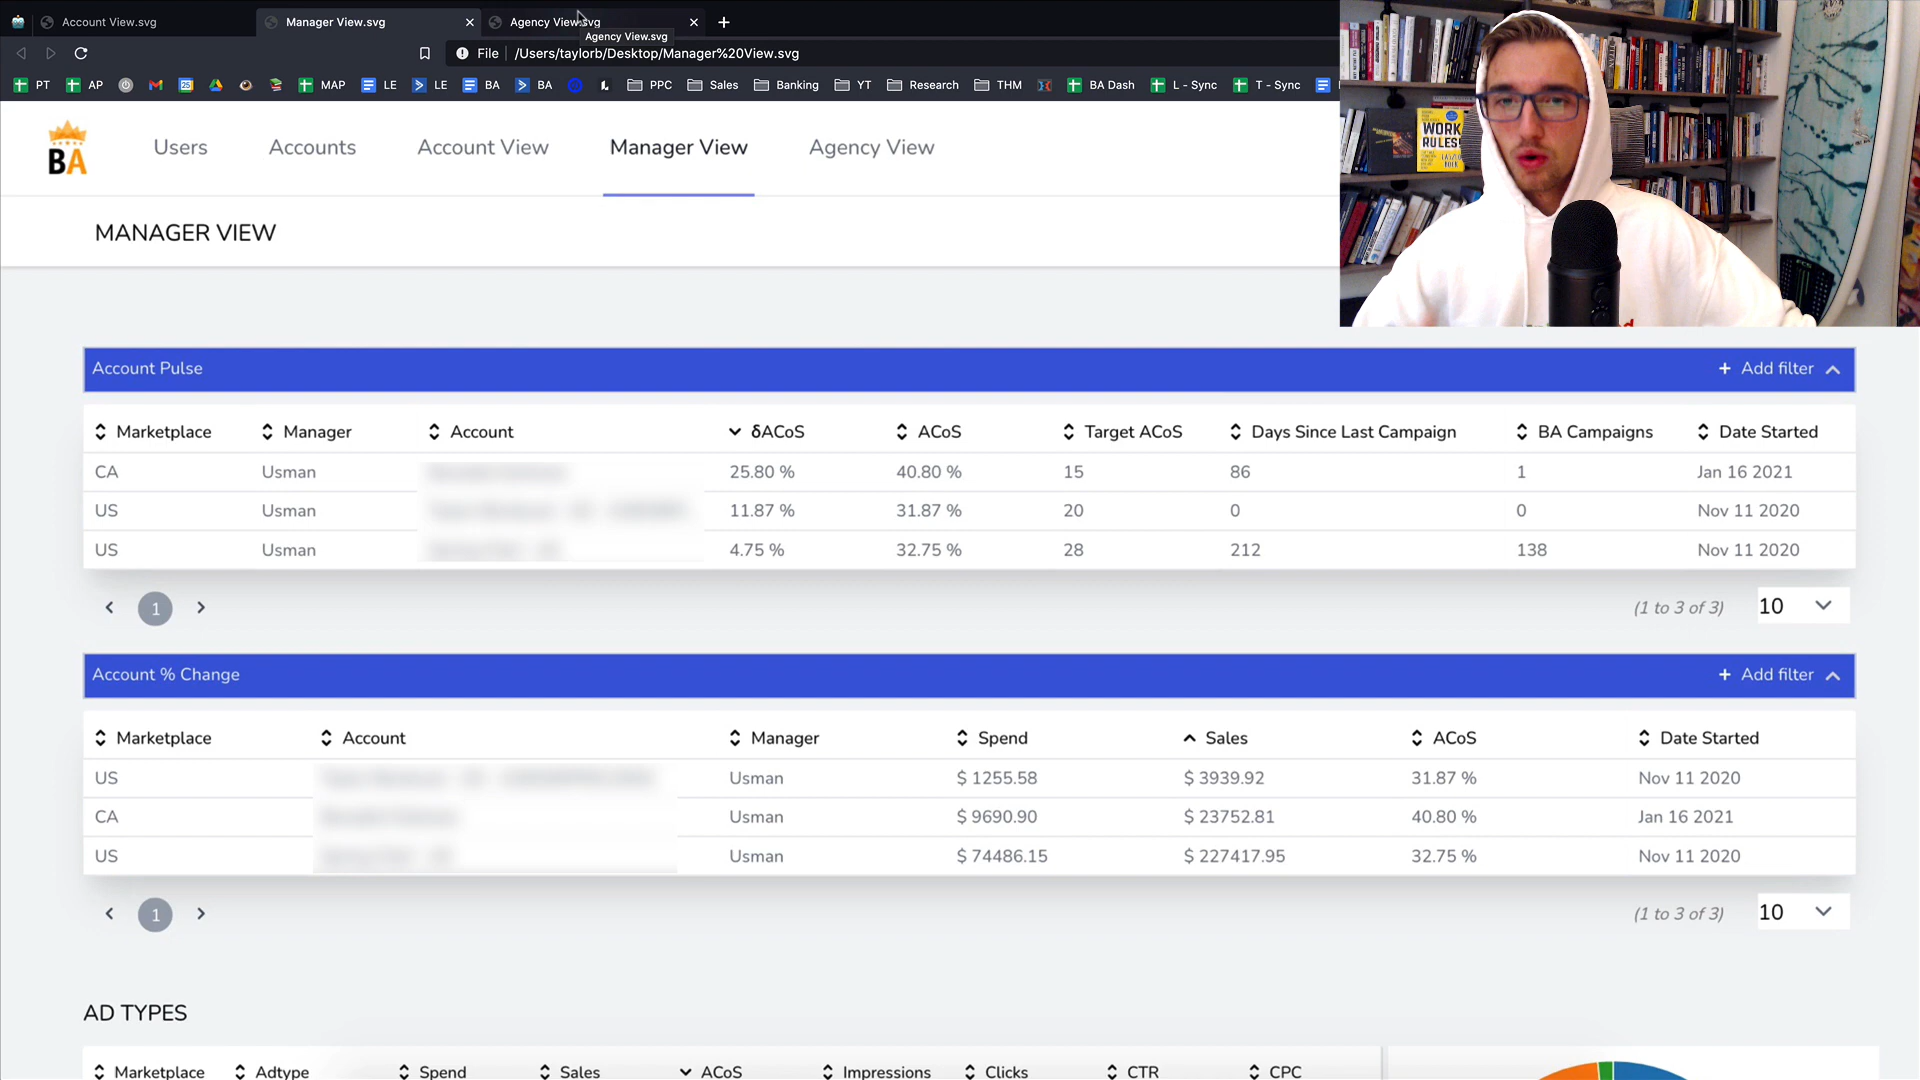 Account View.svg
Manager View.svg
Agency View.svg
Agency View.svg
File /Users/taylorb/Desktop/Manager%20View.svg
PT AP MAP LE LE BA BA PPC Sales Banking YT Research THM BA Dash L - Sync T - Sync
BA Users Accounts Account View Manager View Agency View
WORK RULES!
MANAGER VIEW
Account Pulse + Add filter
Marketplace Manager Account δACoS ACoS Target ACoS Days Since Last Campaign BA Campaigns Date Started
CA Usman 25.80 % 40.80 % 15 86 1 Jan 16 2021
US Usman 11.87 % 31.87 % 20 0 0 Nov 11 2020
US Usman 4.75 % 32.75 % 28 212 138 Nov 11 2020
1 (1 to 3 of 3) 10
Account % Change + Add filter
Marketplace Account Manager Spend Sales ACoS Date Started
US Usman $ 1255.58 $ 3939.92 31.87 % Nov 11 2020
CA Usman $ 9690.90 $ 23752.81 40.80 % Jan 16 2021
US Usman $ 74486.15 $ 227417.95 32.75 % Nov 11 2020
1 (1 to 3 of 3) 10
AD TYPES
Marketplace Adtype Spend Sales ACoS Impressions Clicks CTR CPC